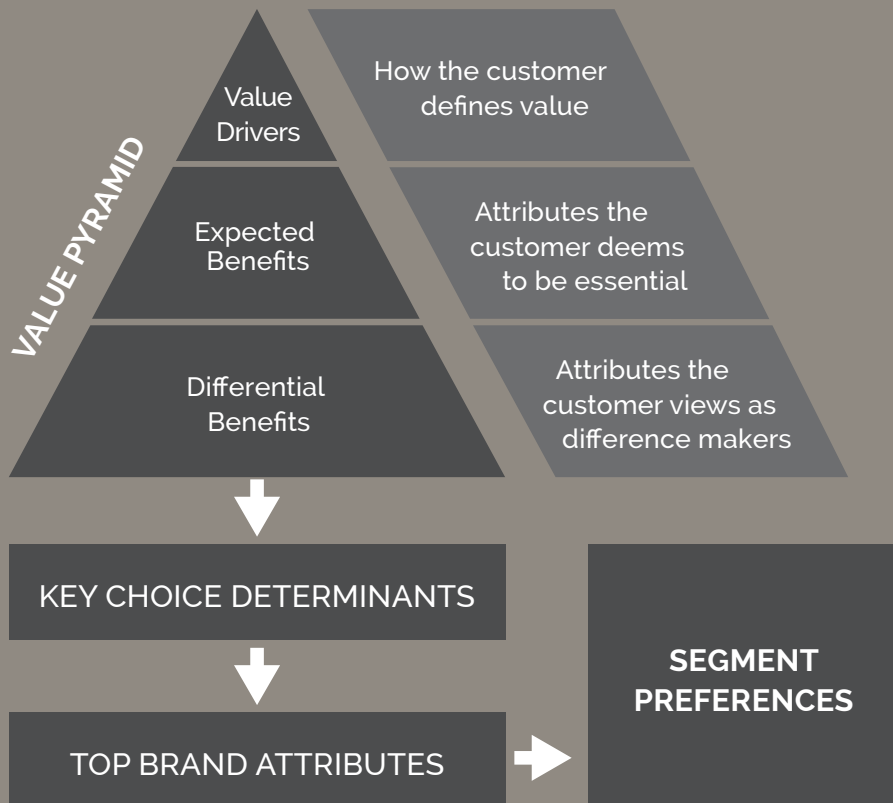 VALUE PYRAMID
Value
Drivers
How the customer
defines value
Expected
Benefits
Attributes the
customer deems
to be essential
Differential
Benefits
Attributes the
customer views as
difference makers
KEY CHOICE DETERMINANTS
TOP BRAND ATTRIBUTES
SEGMENT
PREFERENCES